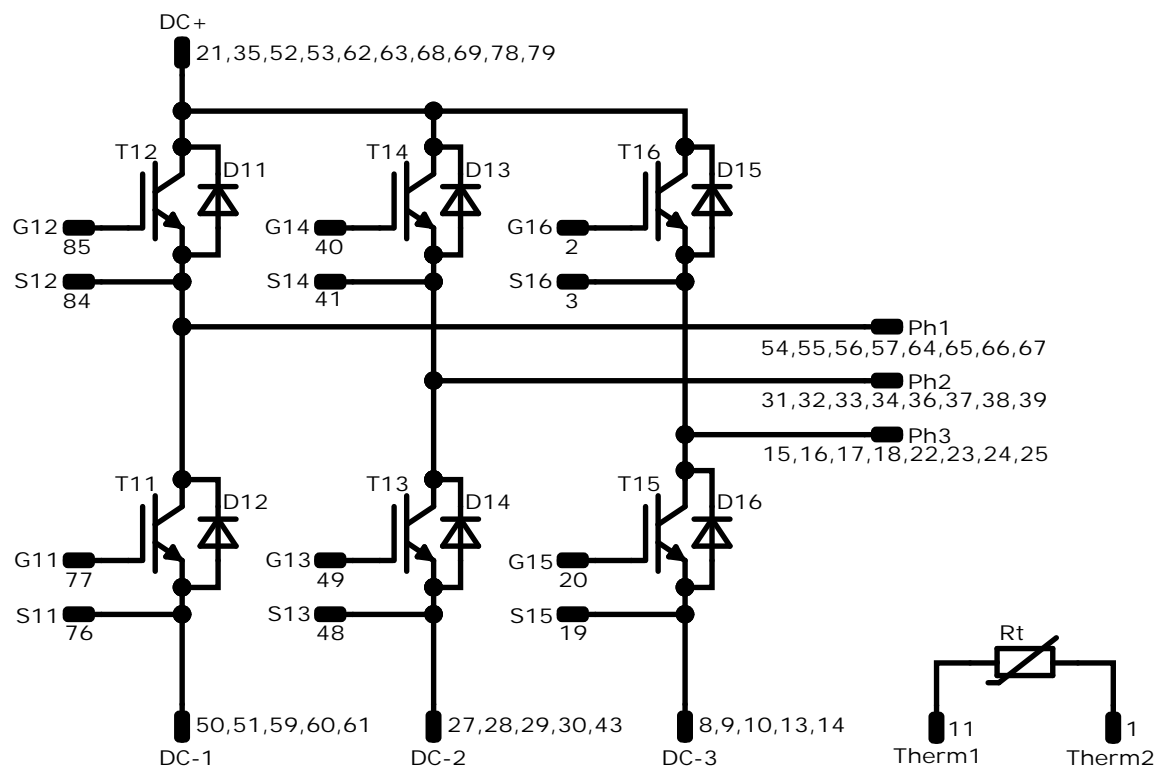 DC+
21,35,52,53,62,63,68,69,78,79
T12
D11
T14
D13
T16
D15
G12
85
G14
40
G16
2
S12
84
S14
41
S16
3
Ph1
54,55,56,57,64,65,66,67
Ph2
31,32,33,34,36,37,38,39
Ph3
15,16,17,18,22,23,24,25
T11
D12
T13
D14
T15
D16
G11
77
G13
49
G15
20
S11
76
S13
48
S15
19
Rt
50,51,59,60,61
DC-1
27,28,29,30,43
DC-2
8,9,10,13,14
DC-3
11
Therm1
1
Therm2